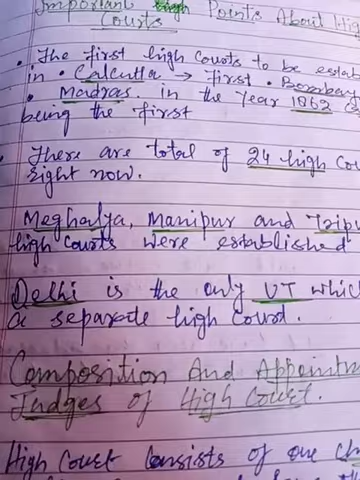 Important high Points About Hig
Courts
• The first high Courts to be estab
in • Calcutta → first • Bombay
• Madras in the year 1862
being the first
There are total of 24 high Cou
right now.
Meghalya, Manipur and Tripu
high Courts were established
Delhi is the only UT which
a separate high Court.
Composition And Appointm
Judges of High Court.
High Court Consists of one Ch